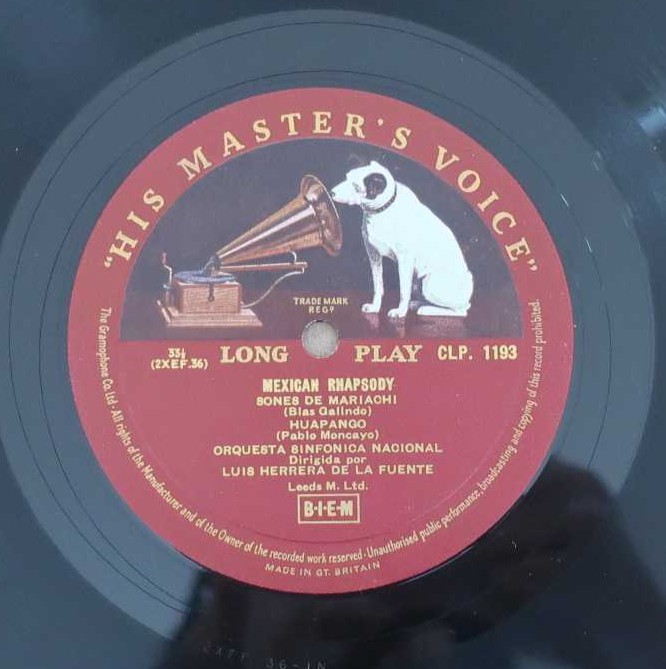 "HIS MASTER'S VOICE"
TRADE MARK
REGD
33⅓ LONG PLAY CLP. 1193
(2XEF.36)
MEXICAN RHAPSODY
SONES DE MARIACHI
(Blas Galindo)
HUAPANGO
(Pablo Moncayo)
ORQUESTA SINFONICA NACIONAL
Dirigida por
LUIS HERRERA DE LA FUENTE
Leeds M. Ltd.
B·I·E·M
The Gramophone Co. Ltd · All rights of the Manufacturer and of the Owner of the recorded work reserved · Unauthorised public performance, broadcasting and copying of this record prohibited.
MADE IN GT. BRITAIN
2XEF 36-1N